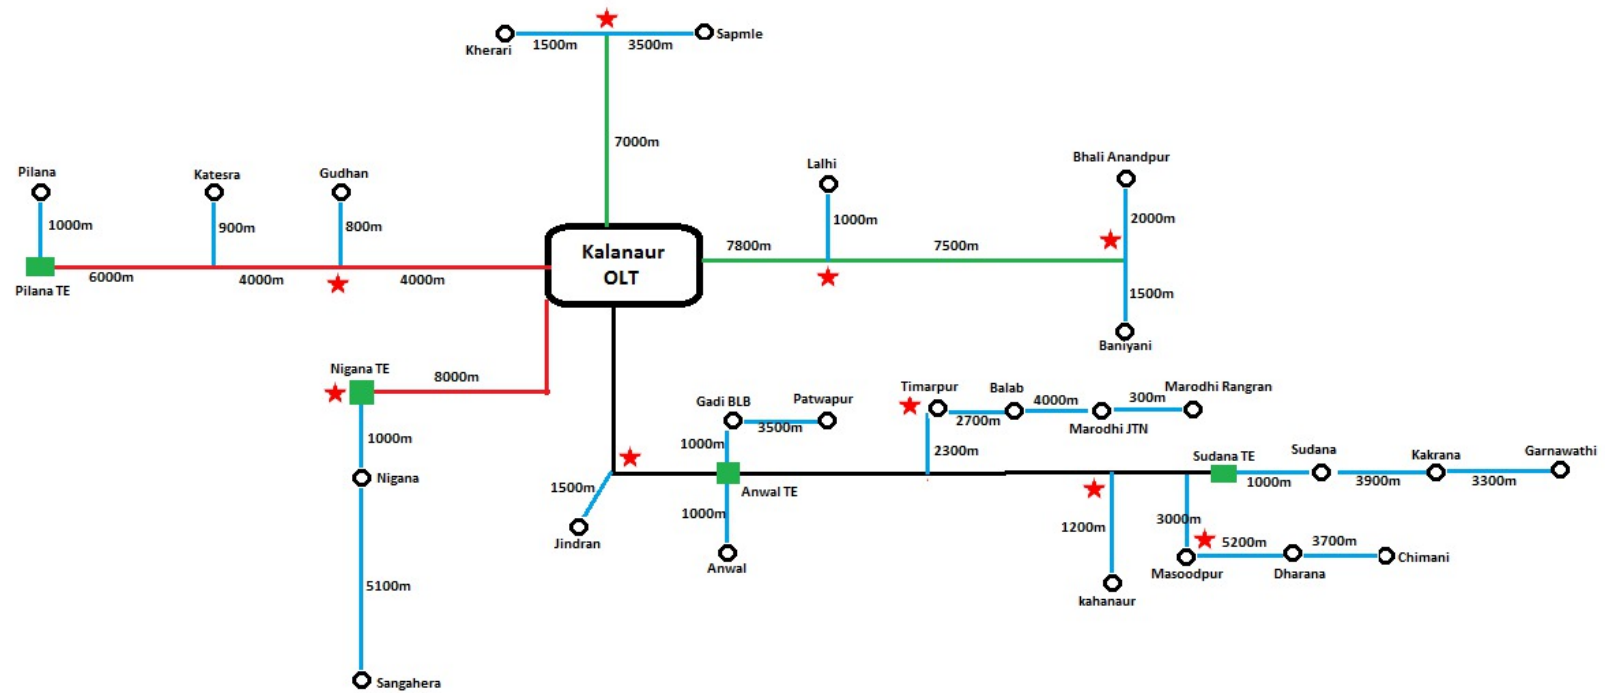 Kherari
1500m
3500m
Sapmle
7000m
Pilana
Katesra
Gudhan
Lalhi
Bhali Anandpur
1000m
900m
800m
1000m
2000m
Kalanaur
OLT
7800m
7500m
6000m
4000m
4000m
Pilana TE
1500m
Baniyani
Nigana TE
8000m
Gadi BLB
Patwapur
Timarpur
Balab
4000m
300m
Marodhi Rangran
3500m
2700m
Marodhi JTN
1000m
1000m
2300m
Sudana TE
Sudana
Kakrana
Garnawathi
Nigana
1500m
Anwal TE
1000m
3900m
3300m
1000m
1200m
3000m
5200m
3700m
Jindran
Anwal
Masoodpur
Dharana
Chimani
5100m
kahanaur
Sangahera